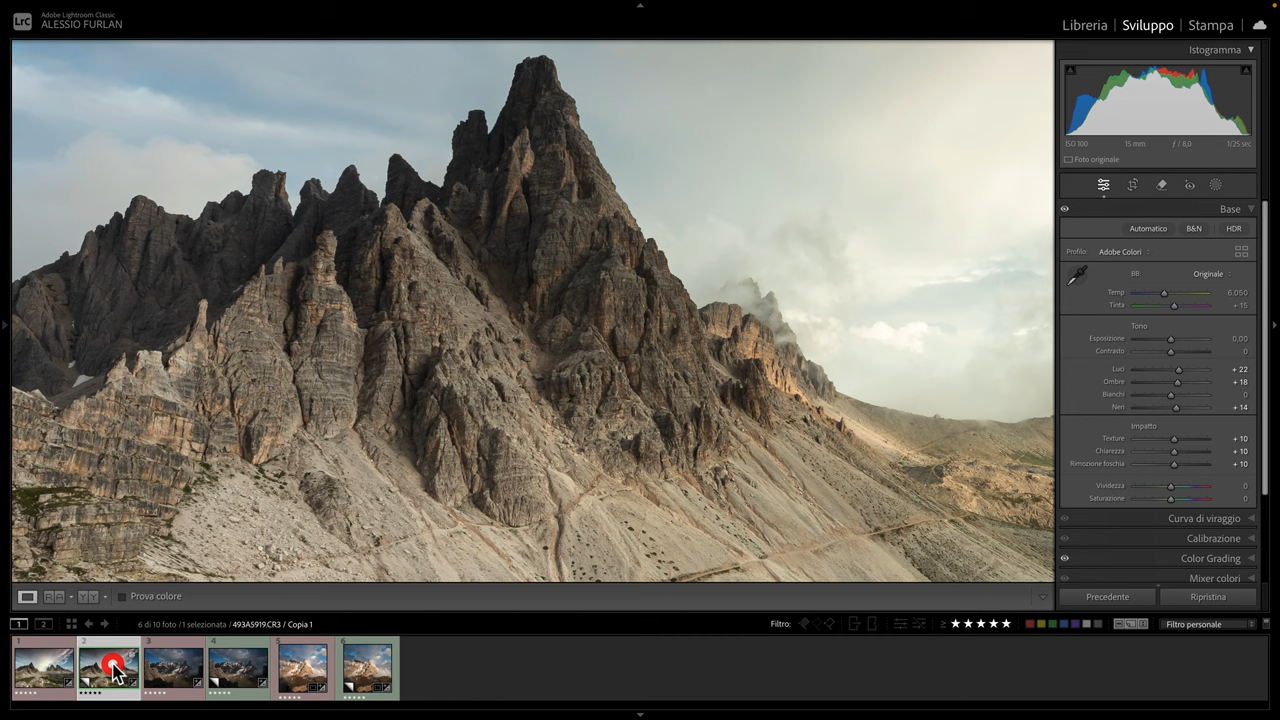 LrC
Adobe Lightroom Classic
ALESSIO FURLAN
Libreria | Sviluppo | Stampa
Istogramma
ISO 100 15 mm ƒ / 8,0 1/25 sec
Foto originale
Base
Automatico B&N HDR
Profilo: Adobe Colori
BB: Originale
Temp 6.050
Tinta + 15
Tono
Esposizione 0,00
Contrasto 0
Luci + 22
Ombre + 18
Bianchi 0
Neri + 14
Impatto
Texture + 10
Chiarezza + 10
Rimozione foschia + 10
Vividezza 0
Saturazione 0
Curva di viraggio
Calibrazione
Color Grading
Mixer colori
Precedente Ripristina
R A Y Y Prova colore
1 2 6 di 10 foto / 1 selezionata / 493A5919.CR3 / Copia 1 Filtro: ≥ ★★★★★ Filtro personale
1 2 3 4 5 6